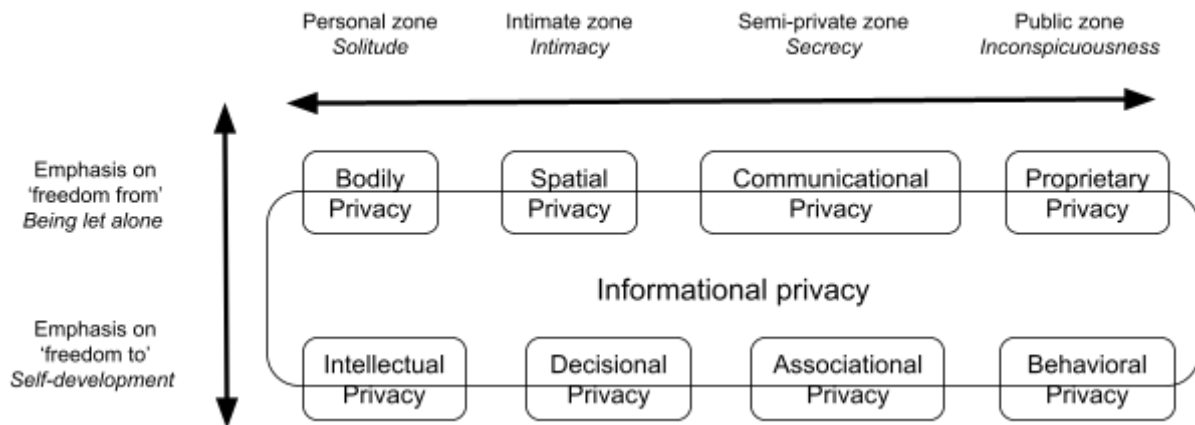 Personal zone
Solitude
Intimate zone
Intimacy
Semi-private zone
Secrecy
Public zone
Inconspicuousness
Emphasis on
‘freedom from’
Being let alone
Bodily
Privacy
Spatial
Privacy
Communicational
Privacy
Proprietary
Privacy
Informational privacy
Emphasis on
‘freedom to’
Self-development
Intellectual
Privacy
Decisional
Privacy
Associational
Privacy
Behavioral
Privacy